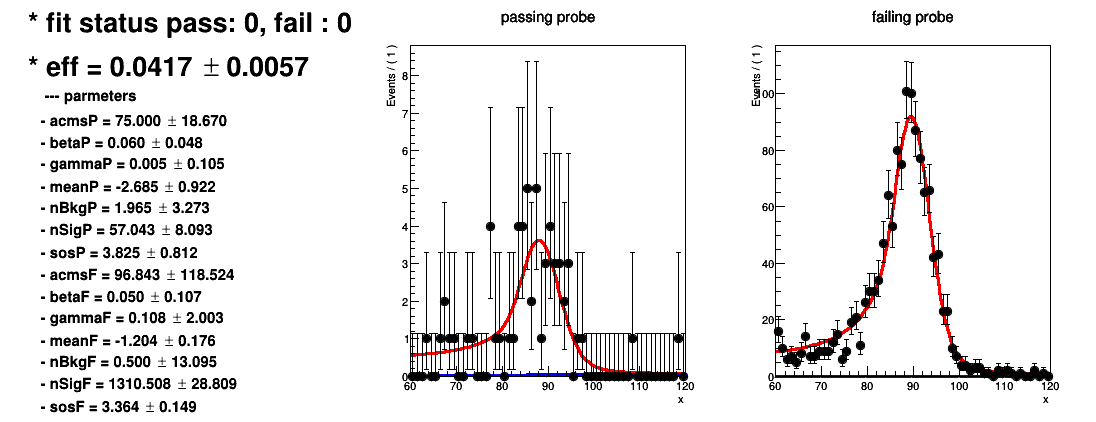 * fit status pass: 0, fail : 0
* eff = 0.0417 ± 0.0057
--- parmeters
- acmsP = 75.000 ± 18.670
- betaP = 0.060 ± 0.048
- gammaP = 0.005 ± 0.105
- meanP = -2.685 ± 0.922
- nBkgP = 1.965 ± 3.273
- nSigP = 57.043 ± 8.093
- sosP = 3.825 ± 0.812
- acmsF = 96.843 ± 118.524
- betaF = 0.050 ± 0.107
- gammaF = 0.108 ± 2.003
- meanF = -1.204 ± 0.176
- nBkgF = 0.500 ± 13.095
- nSigF = 1310.508 ± 28.809
- sosF = 3.364 ± 0.149
passing probe
Events / ( 1 )
8
7
6
5
4
3
2
1
0
60 70 80 90 100 110 120
x
failing probe
Events / ( 1 )
100
80
60
40
20
0
60 70 80 90 100 110 120
x